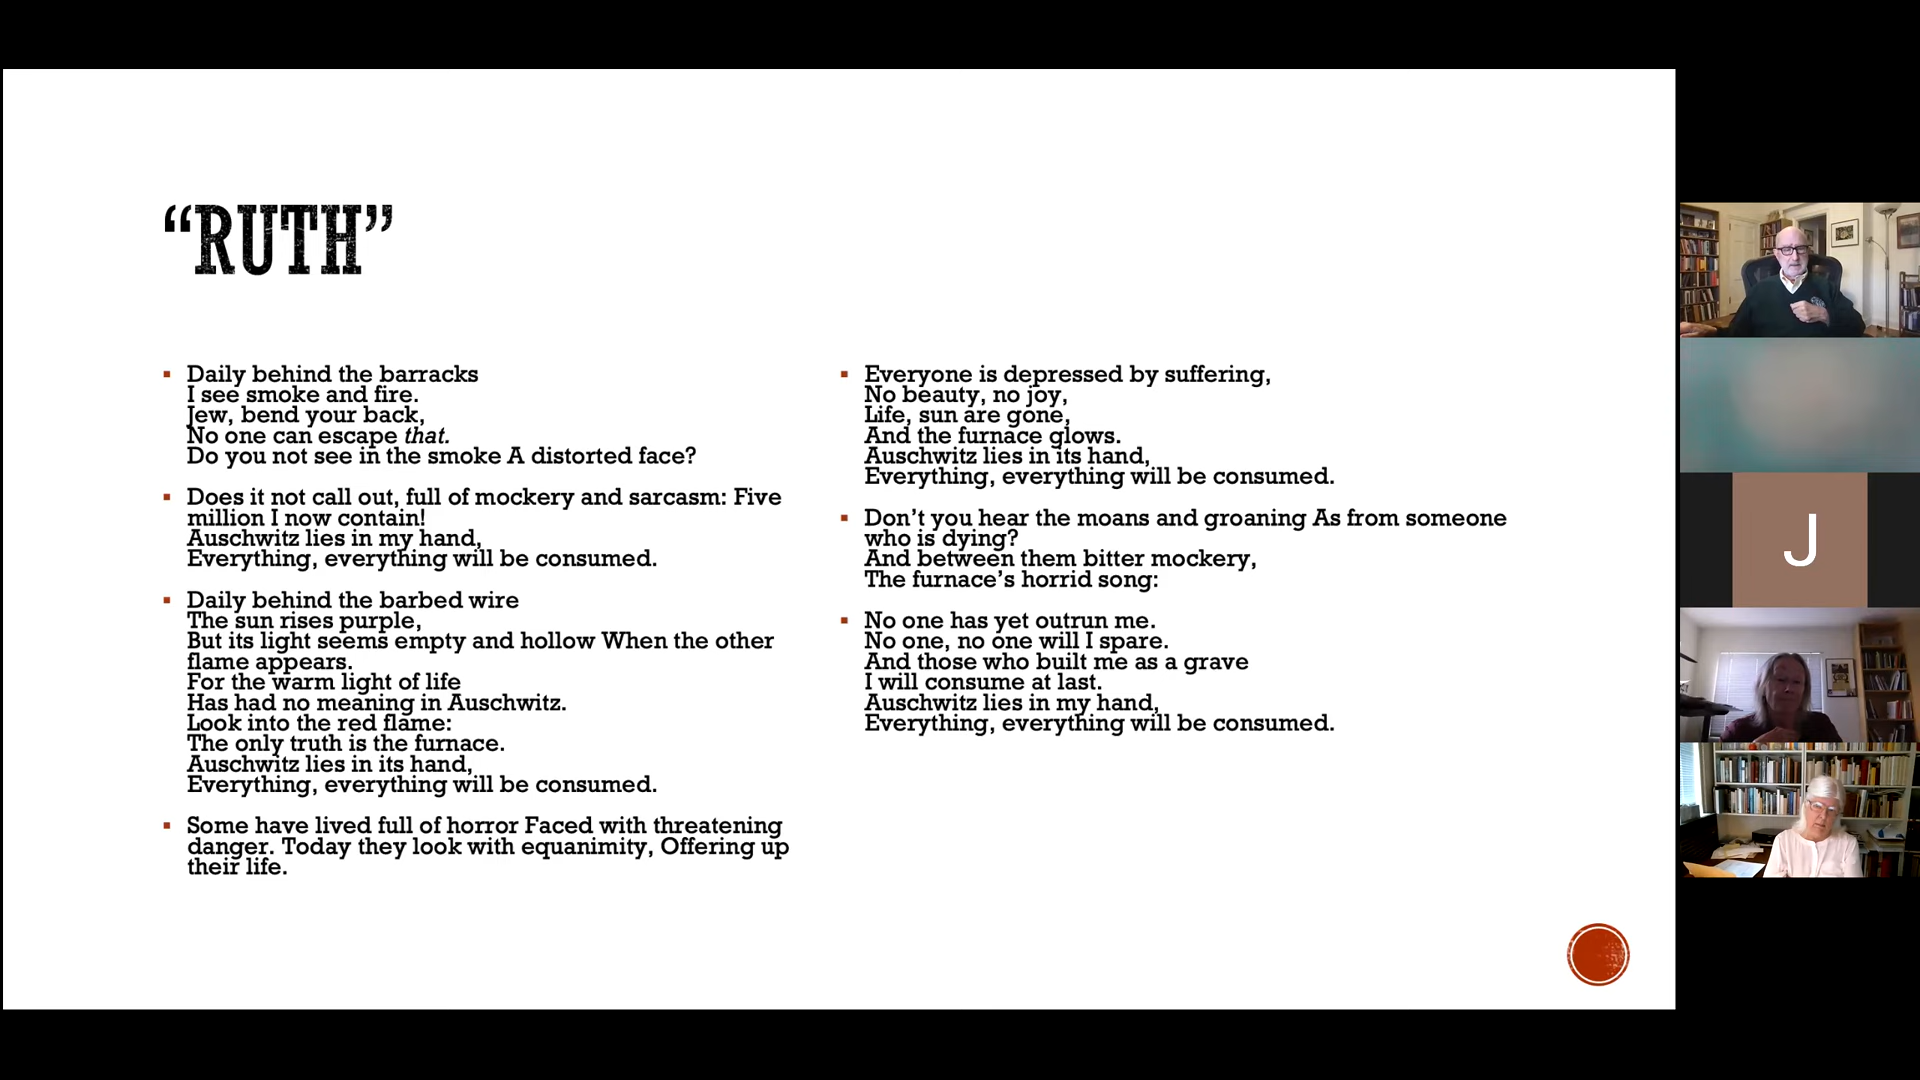 “RUTH”
Daily behind the barracks
I see smoke and fire.
Jew, bend your back,
No one can escape that.
Do you not see in the smoke A distorted face?
Does it not call out, full of mockery and sarcasm: Five
million I now contain!
Auschwitz lies in my hand,
Everything, everything will be consumed.
Daily behind the barbed wire
The sun rises purple,
But its light seems empty and hollow When the other
flame appears.
For the warm light of life
Has had no meaning in Auschwitz.
Look into the red flame:
The only truth is the furnace.
Auschwitz lies in its hand,
Everything, everything will be consumed.
Some have lived full of horror Faced with threatening
danger. Today they look with equanimity, Offering up
their life.
Everyone is depressed by suffering,
No beauty, no joy,
Life, sun are gone,
And the furnace glows.
Auschwitz lies in its hand,
Everything, everything will be consumed.
Don’t you hear the moans and groaning As from someone
who is dying?
And between them bitter mockery,
The furnace’s horrid song:
No one has yet outrun me.
No one, no one will I spare.
And those who built me as a grave
I will consume at last.
Auschwitz lies in my hand,
Everything, everything will be consumed.
J